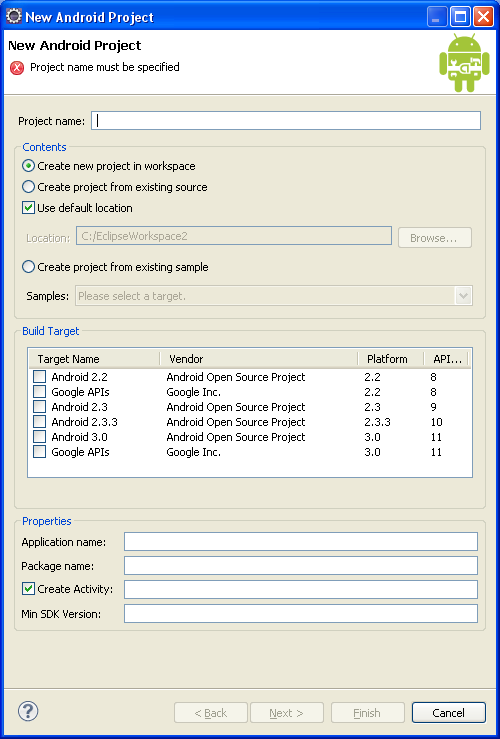 New Android Project
New Android Project
Project name must be specified
Project name:
Contents
Create new project in workspace
Create project from existing source
Use default location
Location: C:/EclipseWorkspace2 Browse...
Create project from existing sample
Samples: Please select a target.
Build Target
Target Name Vendor Platform API...
Android 2.2 Android Open Source Project 2.2 8
Google APIs Google Inc. 2.2 8
Android 2.3 Android Open Source Project 2.3 9
Android 2.3.3 Android Open Source Project 2.3.3 10
Android 3.0 Android Open Source Project 3.0 11
Google APIs Google Inc. 3.0 11
Properties
Application name:
Package name:
Create Activity:
Min SDK Version:
? < Back Next > Finish Cancel